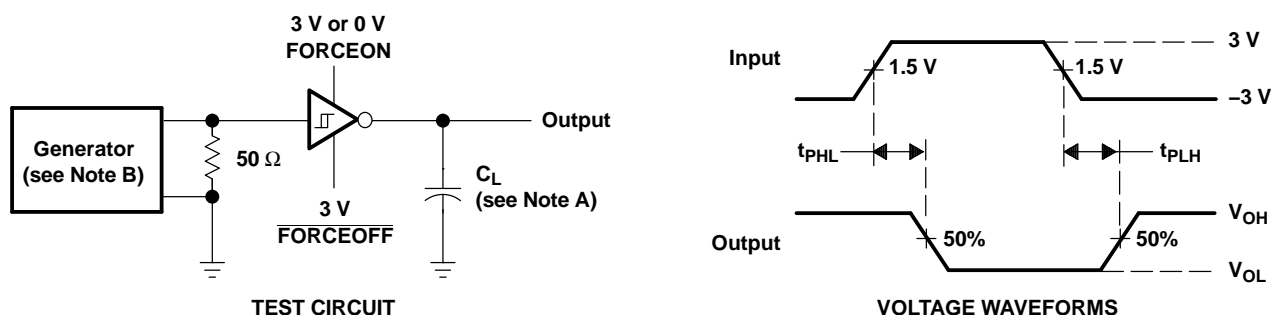 3 V or 0 V
FORCEON
Generator
(see Note B)
50 Ω
Output
C_L
(see Note A)
3 V
FORCEOFF
TEST CIRCUIT
Input
3 V
1.5 V
1.5 V
–3 V
t_PHL
t_PLH
Output
50%
50%
V_OH
V_OL
VOLTAGE WAVEFORMS